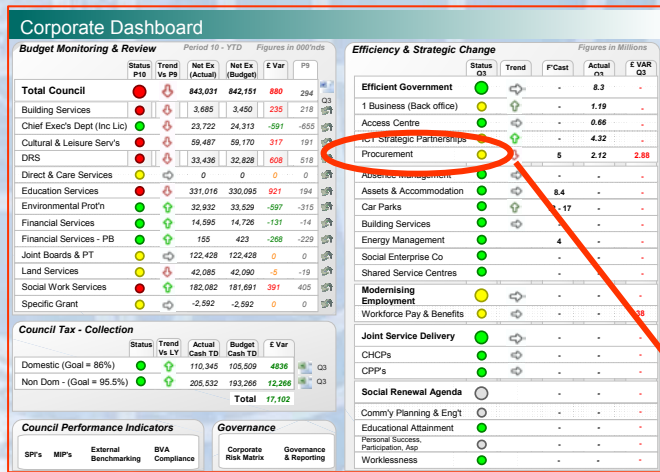 Corporate Dashboard
Budget Monitoring & Review Period 10 - YTD Figures in 000'nds
Status P10 Trend Vs P9 Net Ex (Actual) Net Ex (Budget) £ Var P9
Total Council 843,031 842,151 880 294
Q3
Building Services 3,685 3,450 235 218
Chief Exec's Dept (Inc Lic) 23,722 24,313 -591 -655
Cultural & Leisure Serv's 59,487 59,170 317 191
DRS 33,436 32,828 608 518
Direct & Care Services 0 0 0 0
Education Services 331,016 330,095 921 194
Environmental Prot'n 32,932 33,529 -597 -315
Financial Services 14,595 14,726 -131 -14
Financial Services - PB 155 423 -268 -229
Joint Boards & PT 122,428 122,428 0 0
Land Services 42,085 42,090 -5 -19
Social Work Services 182,082 181,691 391 405
Specific Grant -2,592 -2,592 0 0
Council Tax - Collection
Status Trend Vs LY Actual Cash TD Budget Cash TD £ Var
Domestic (Goal = 86%) 110,345 105,509 4836 Q3
Non Dom - (Goal = 95.5%) 205,532 193,266 12,266 Q3
Total 17,102
Council Performance Indicators
SPI's MIP's External Benchmarking BVA Compliance
Governance
Corporate Risk Matrix Governance & Reporting
Efficiency & Strategic Change Figures in Millions
Status Q3 Trend F'Cast Actual Q3 £ VAR Q3
Efficient Government - 8.3 -
1 Business (Back office) - 1.19 -
Access Centre - 0.66 -
ICT Strategic Partnerships - 4.32 -
Procurement 5 2.12 2.88
Absence Management - - -
Assets & Accommodation 8.4 - -
Car Parks - 17 - -
Building Services - - -
Energy Management 4 - -
Social Enterprise Co - -
Shared Service Centres - - -
Modernising Employment - - -
Workforce Pay & Benefits - - 38
Joint Service Delivery - - -
CHCPs - - -
CPP's - - -
Social Renewal Agenda - - -
Comm'y Planning & Eng't - - -
Educational Attainment - - -
Personal Success, Participation, Asp - - -
Worklessness - - -